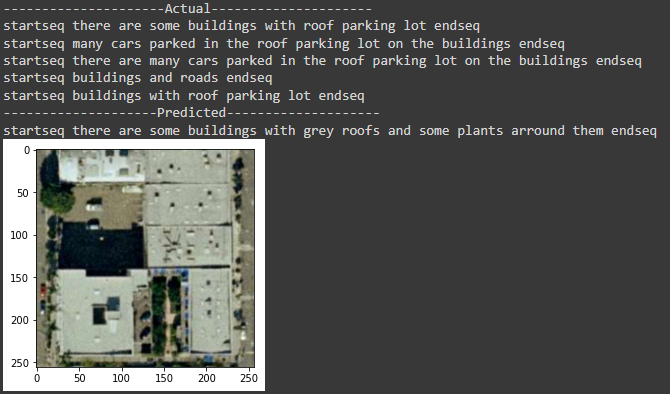 --------------------Actual--------------------
startseq there are some buildings with roof parking lot endseq
startseq many cars parked in the roof parking lot on the buildings endseq
startseq there are many cars parked in the roof parking lot on the buildings endseq
startseq buildings and roads endseq
startseq buildings with roof parking lot endseq
-------------------Predicted-------------------
startseq there are some buildings with grey roofs and some plants arround them endseq
0
50
100
150
200
250
0 50 100 150 200 250